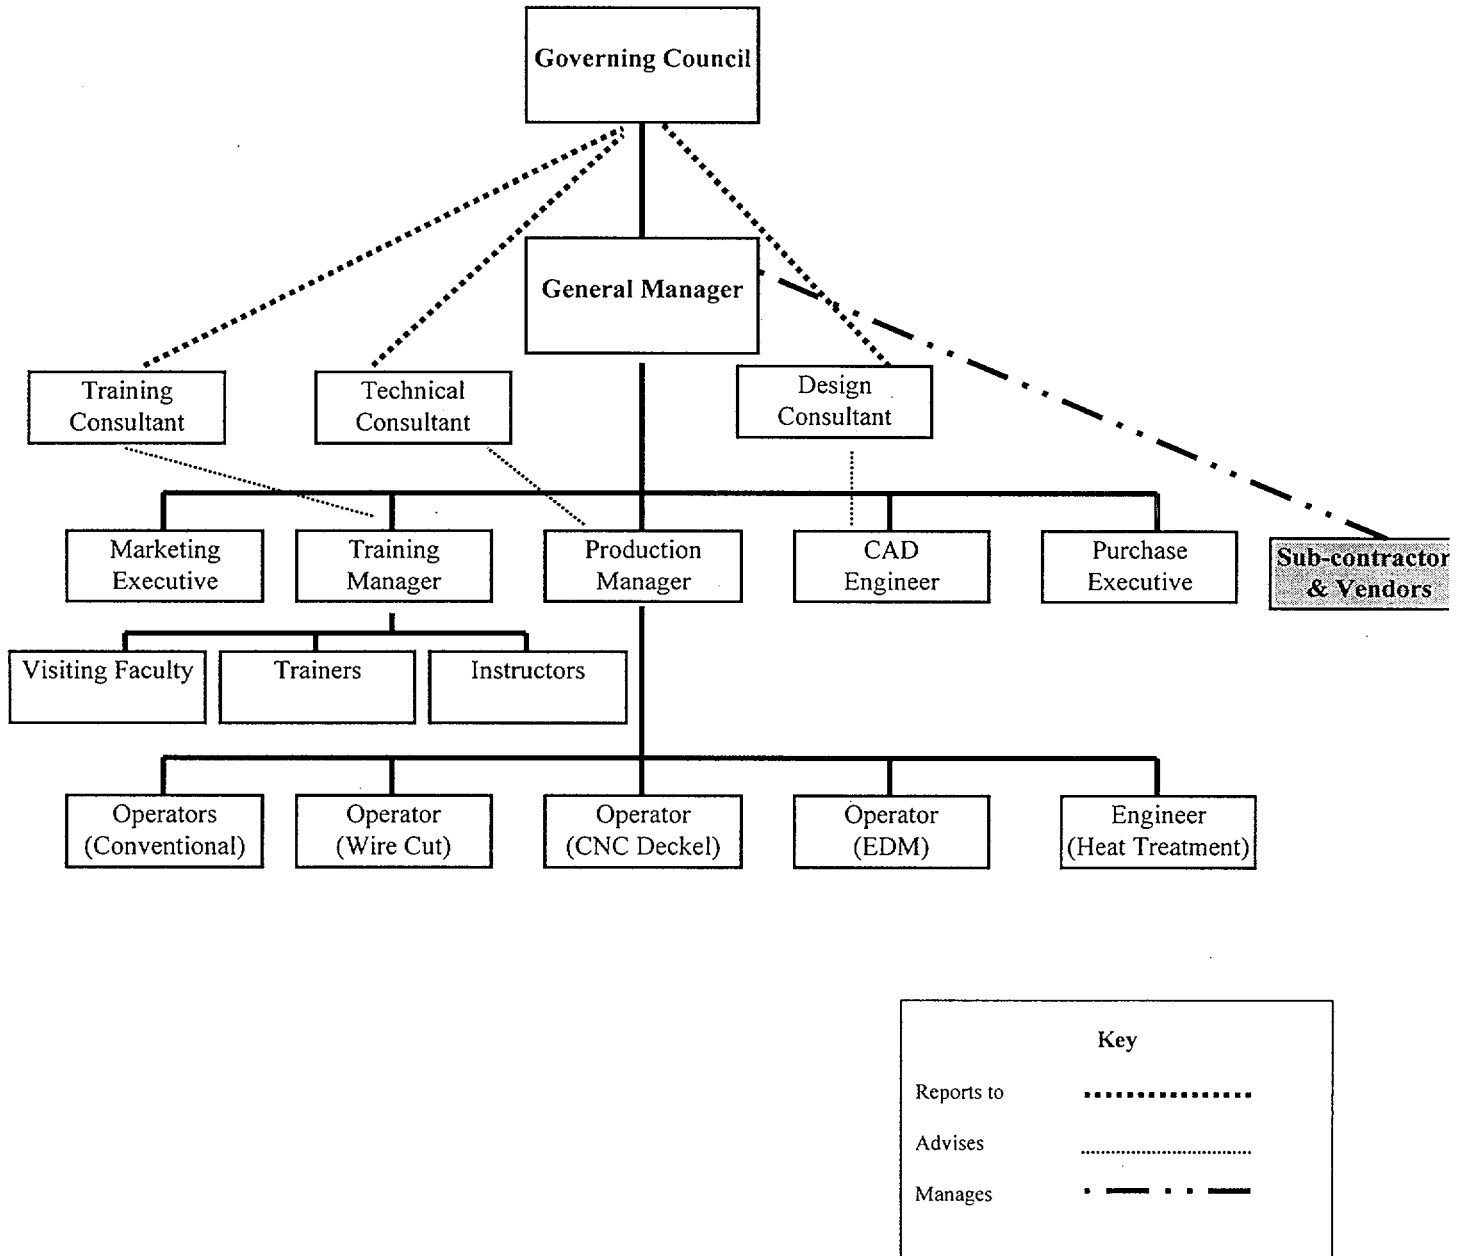 Governing Council
General Manager
Training
Consultant
Technical
Consultant
Design
Consultant
Marketing
Executive
Training
Manager
Production
Manager
CAD
Engineer
Purchase
Executive
Sub-contractor
& Vendors
Visiting Faculty
Trainers
Instructors
Operators
(Conventional)
Operator
(Wire Cut)
Operator
(CNC Deckel)
Operator
(EDM)
Engineer
(Heat Treatment)
Key
Reports to
Advises
Manages